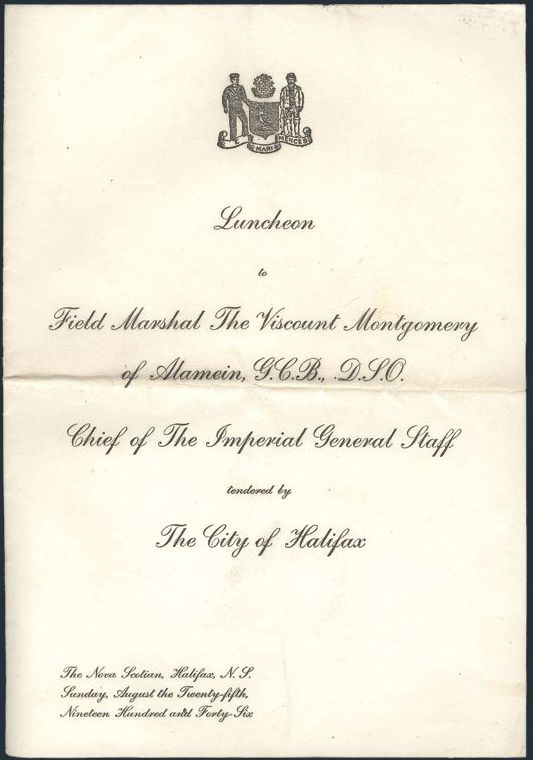 E MARI MERCES
Luncheon
to
Field Marshal The Viscount Montgomery
of Alamein, G.C.B., D.S.O.
Chief of The Imperial General Staff
tendered by
The City of Halifax
The Nova Scotian, Halifax, N. S.
Sunday, August the Twenty-fifth,
Nineteen Hundred and Forty-Six